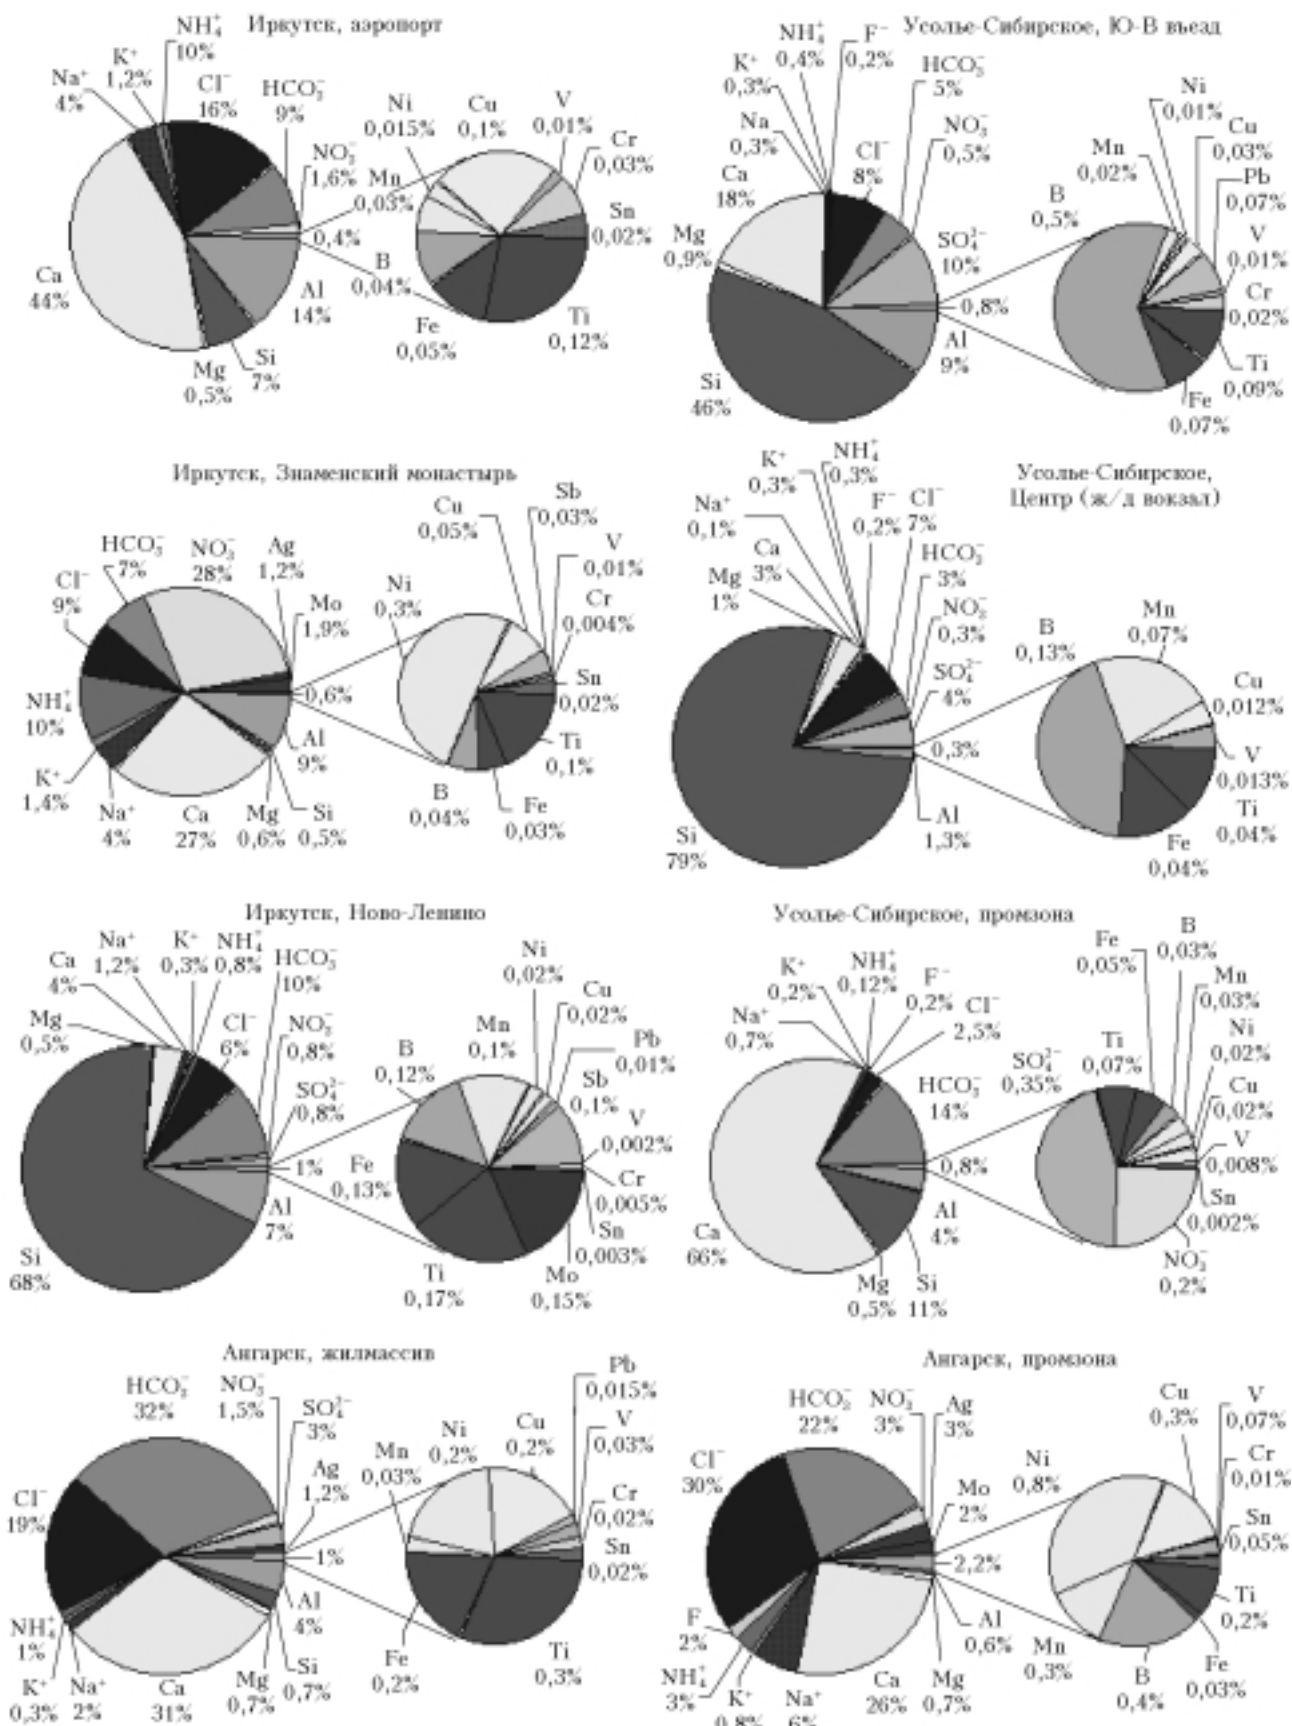 Иркутск, аэропорт
NH₄⁺
10%
K⁺
1,2%
Na⁺
4%
Cl⁻
16%
HCO₃⁻
9%
NO₃⁻
1,6%
0,4%
Al
14%
Si
7%
Mg
0,5%
Ca
44%
Ni
0,015%
Cu
0,1%
V
0,01%
Cr
0,03%
Sn
0,02%
Ti
0,12%
Fe
0,05%
B
0,04%
Mn
0,03%
Усолье-Сибирское, Ю-В въезд
NH₄⁺
0,4%
F⁻
0,2%
K⁺
0,3%
Na
0,3%
Ca
18%
Mg
0,9%
Si
46%
Cl⁻
8%
HCO₃⁻
5%
NO₃⁻
0,5%
SO₄²⁻
10%
0,8%
Al
9%
B
0,5%
Mn
0,02%
Ni
0,01%
Cu
0,03%
Pb
0,07%
V
0,01%
Cr
0,02%
Ti
0,09%
Fe
0,07%
Иркутск, Знаменский монастырь
HCO₃⁻
7%
NO₃⁻
28%
Ag
1,2%
Mo
1,9%
0,6%
Al
9%
Si
0,5%
Mg
0,6%
Ca
27%
Na⁺
4%
K⁺
1,4%
NH₄⁺
10%
Cl⁻
9%
Ni
0,3%
Cu
0,05%
Sb
0,03%
V
0,01%
Cr
0,004%
Sn
0,02%
Ti
0,1%
Fe
0,03%
B
0,04%
Усолье-Сибирское,
Центр (ж/д вокзал)
K⁺
0,3%
NH₄⁺
0,3%
F⁻
0,2%
Cl⁻
7%
Na⁺
0,1%
Ca
3%
Mg
1%
HCO₃⁻
3%
NO₃⁻
0,3%
SO₄²⁻
4%
0,3%
Al
1,3%
Si
79%
B
0,13%
Mn
0,07%
Cu
0,012%
V
0,013%
Ti
0,04%
Fe
0,04%
Иркутск, Ново-Ленино
Na⁺
1,2%
K⁺
0,3%
NH₄⁺
0,8%
HCO₃⁻
10%
Ca
4%
Mg
0,5%
Cl⁻
6%
NO₃⁻
0,8%
SO₄²⁻
0,8%
1%
Al
7%
Si
68%
B
0,12%
Mn
0,1%
Ni
0,02%
Cu
0,02%
Pb
0,01%
Sb
0,1%
V
0,002%
Cr
0,005%
Sn
0,003%
Mo
0,15%
Ti
0,17%
Fe
0,13%
Усолье-Сибирское, промзона
K⁺
0,2%
NH₄⁺
0,12%
F⁻
0,2%
Cl⁻
2,5%
Na⁺
0,7%
HCO₃⁻
14%
0,8%
Al
4%
Si
11%
Mg
0,5%
Ca
66%
SO₄²⁻
0,35%
Ti
0,07%
Fe
0,05%
B
0,03%
Mn
0,03%
Ni
0,02%
Cu
0,02%
V
0,008%
Sn
0,002%
NO₃⁻
0,2%
Ангарск, жилмассив
HCO₃⁻
32%
NO₃⁻
1,5%
SO₄²⁻
3%
Ag
1,2%
1%
Al
4%
Si
0,7%
Mg
0,7%
Ca
31%
Na⁺
2%
K⁺
0,3%
NH₄⁺
1%
Cl⁻
19%
Mn
0,03%
Ni
0,2%
Cu
0,2%
Pb
0,015%
V
0,03%
Cr
0,02%
Sn
0,02%
Ti
0,3%
Fe
0,2%
Ангарск, промзона
HCO₃⁻
22%
NO₃⁻
3%
Ag
3%
Mo
2%
2,2%
Al
0,6%
Mg
0,7%
Ca
26%
Na⁺
6%
K⁺
0,8%
NH₄⁺
3%
F
2%
Cl⁻
30%
Ni
0,8%
Cu
0,3%
V
0,07%
Cr
0,01%
Sn
0,05%
Ti
0,2%
Fe
0,03%
B
0,4%
Mn
0,3%